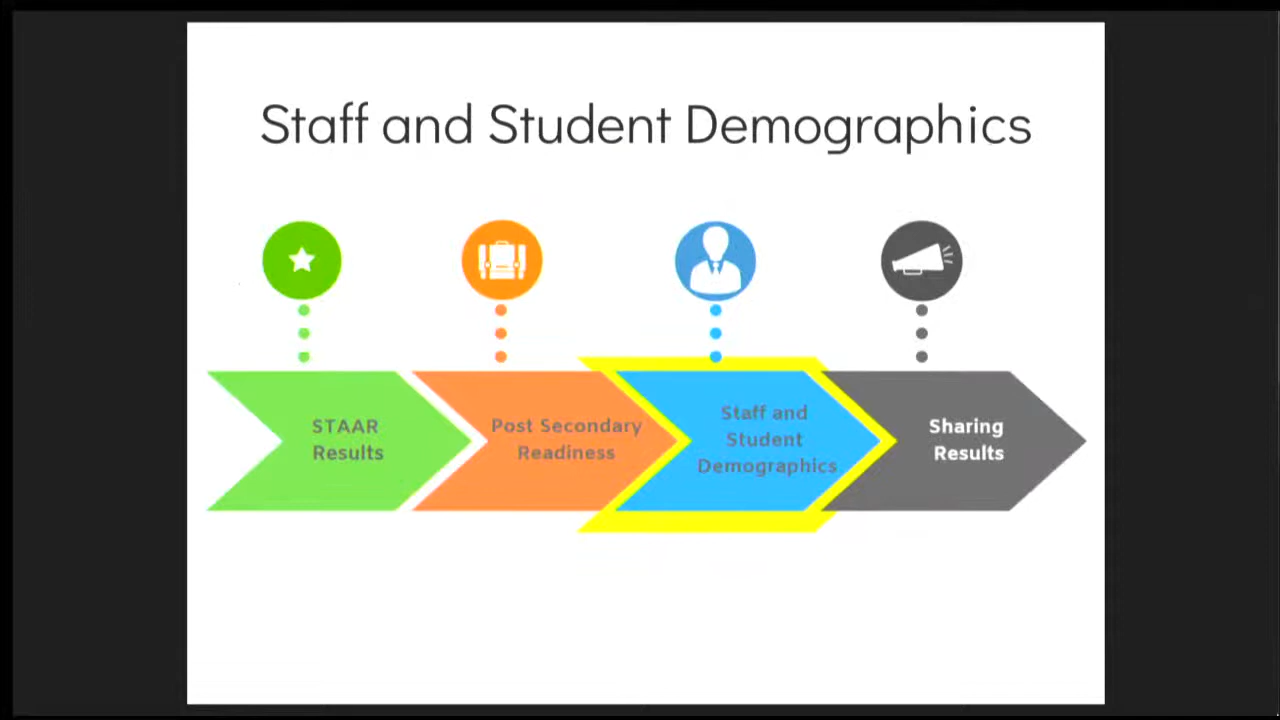 Staff and Student Demographics
STAAR
Results
Post Secondary
Readiness
Staff and
Student
Demographics
Sharing
Results